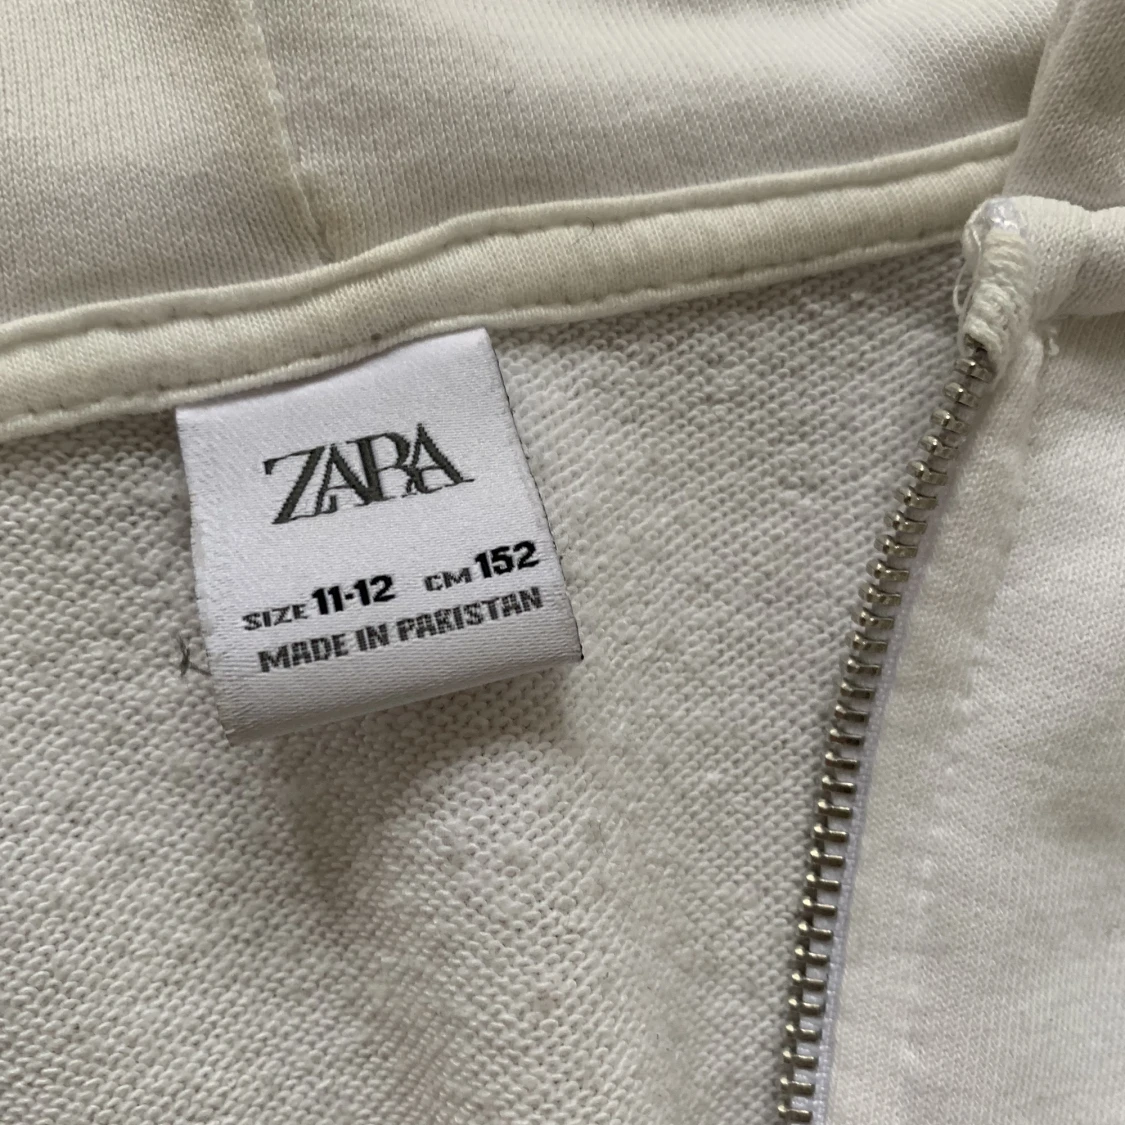 ZARA
SIZE 11-12 CM 152
MADE IN PAKISTAN